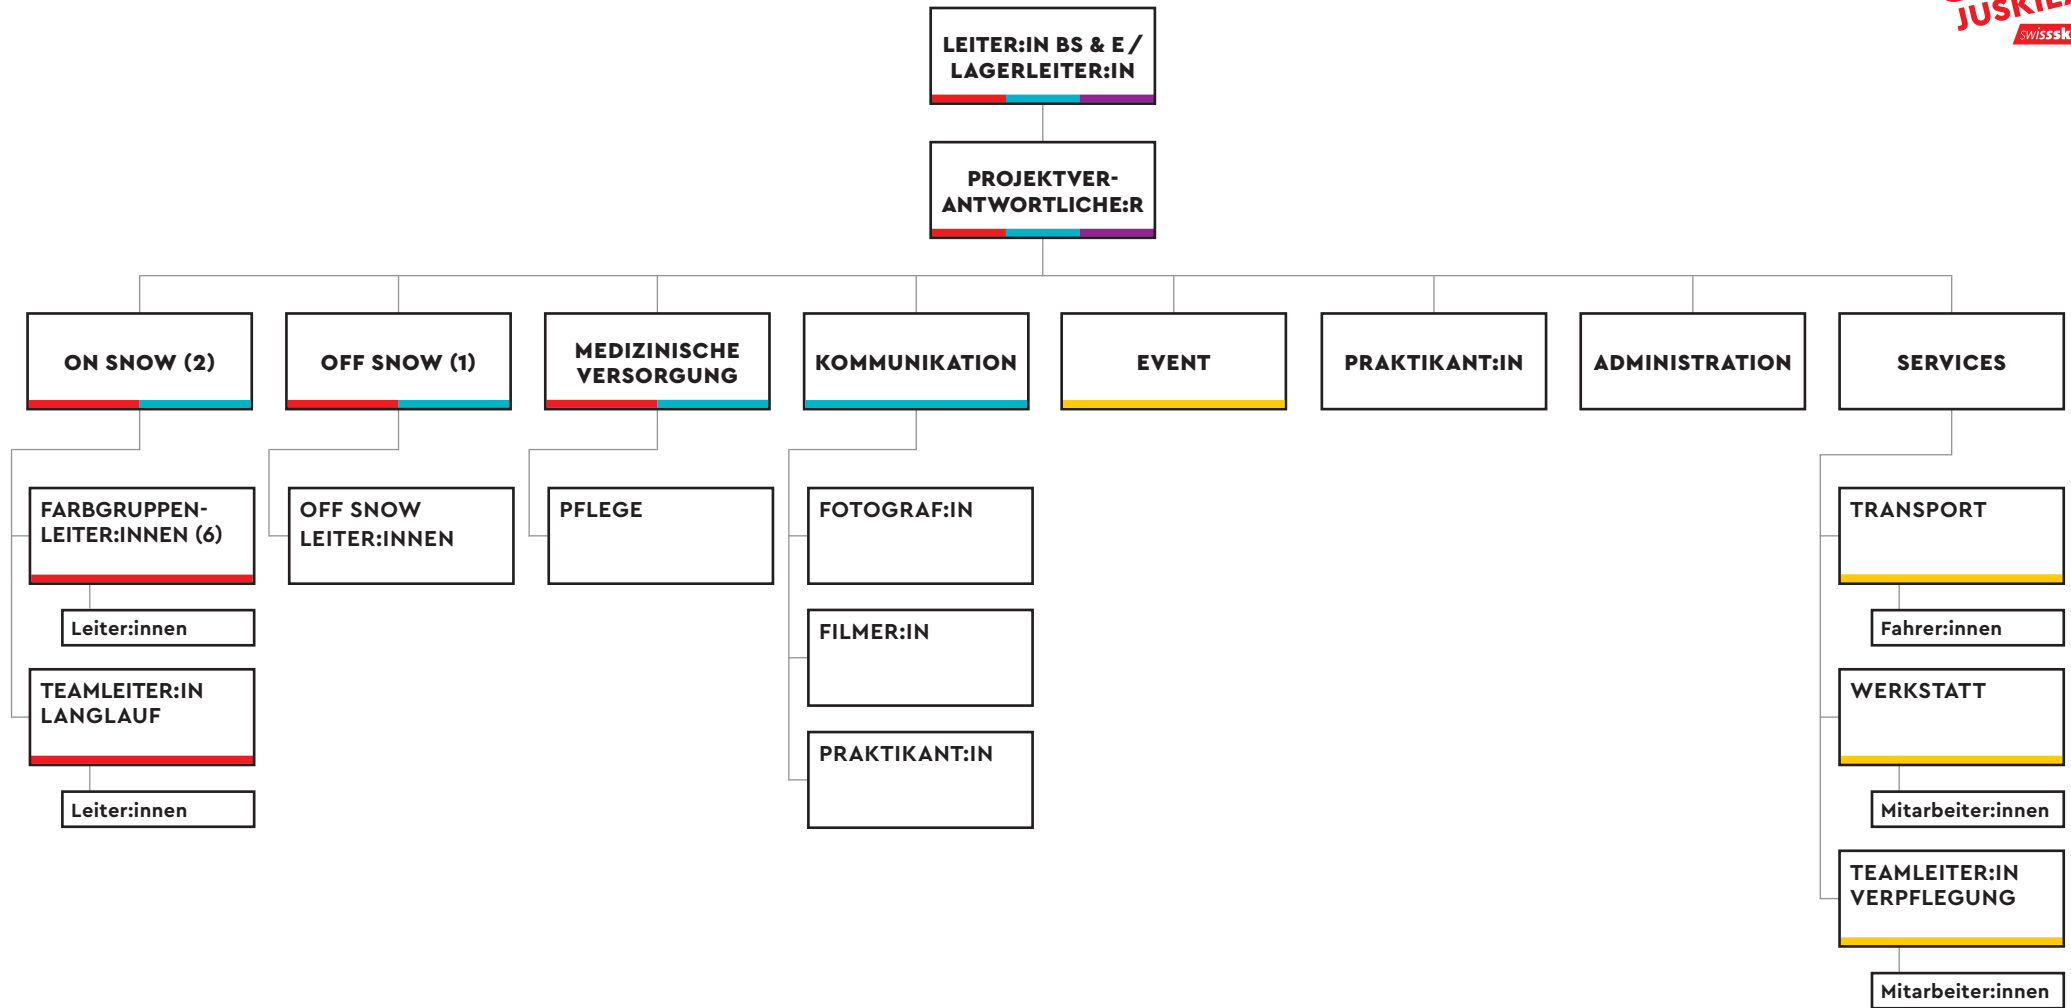 LEITER:IN BS & E /
LAGERLEITER:IN
swissski
PROJEKTVER-
ANTWORTLICHE:R
ON SNOW (2)
OFF SNOW (1)
MEDIZINISCHE
VERSORGUNG
KOMMUNIKATION
EVENT
PRAKTIKANT:IN
ADMINISTRATION
SERVICES
FARBGRUPPEN-
LEITER:INNEN (6)
Leiter:innen
TEAMLEITER:IN
LANGLAUF
Leiter:innen
OFF SNOW
LEITER:INNEN
PFLEGE
FOTOGRAF:IN
FILMER:IN
PRAKTIKANT:IN
TRANSPORT
Fahrer:innen
WERKSTATT
Mitarbeiter:innen
TEAMLEITER:IN
VERPFLEGUNG
Mitarbeiter:innen